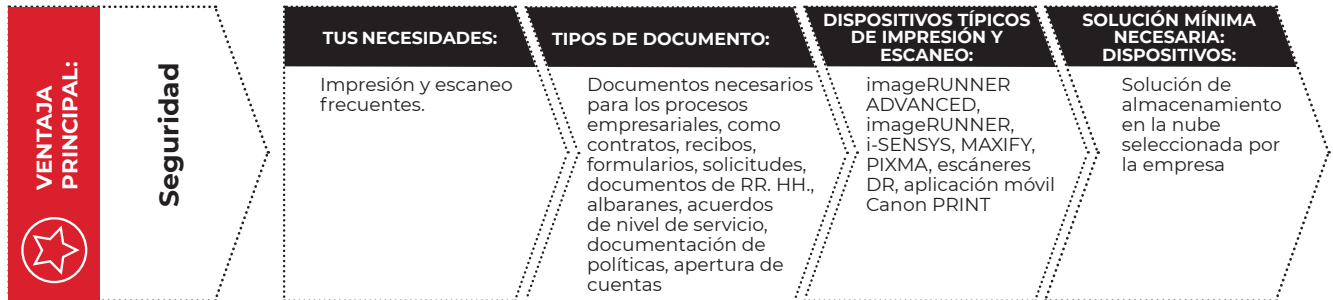 VENTAJA
PRINCIPAL:
Seguridad
TUS NECESIDADES:
Impresión y escaneo
frecuentes.
TIPOS DE DOCUMENTO:
Documentos necesarios
para los procesos
empresariales, como
contratos, recibos,
formularios, solicitudes,
documentos de RR. HH.,
albaranes, acuerdos
de nivel de servicio,
documentación de
políticas, apertura de
cuentas
DISPOSITIVOS TÍPICOS
DE IMPRESIÓN Y
ESCANEO:
imageRUNNER
ADVANCED,
imageRUNNER,
i-SENSYS, MAXIFY,
PIXMA, escáneres
DR, aplicación móvil
Canon PRINT
SOLUCIÓN MÍNIMA
NECESARIA:
DISPOSITIVOS:
Solución de
almacenamiento
en la nube
seleccionada por
la empresa